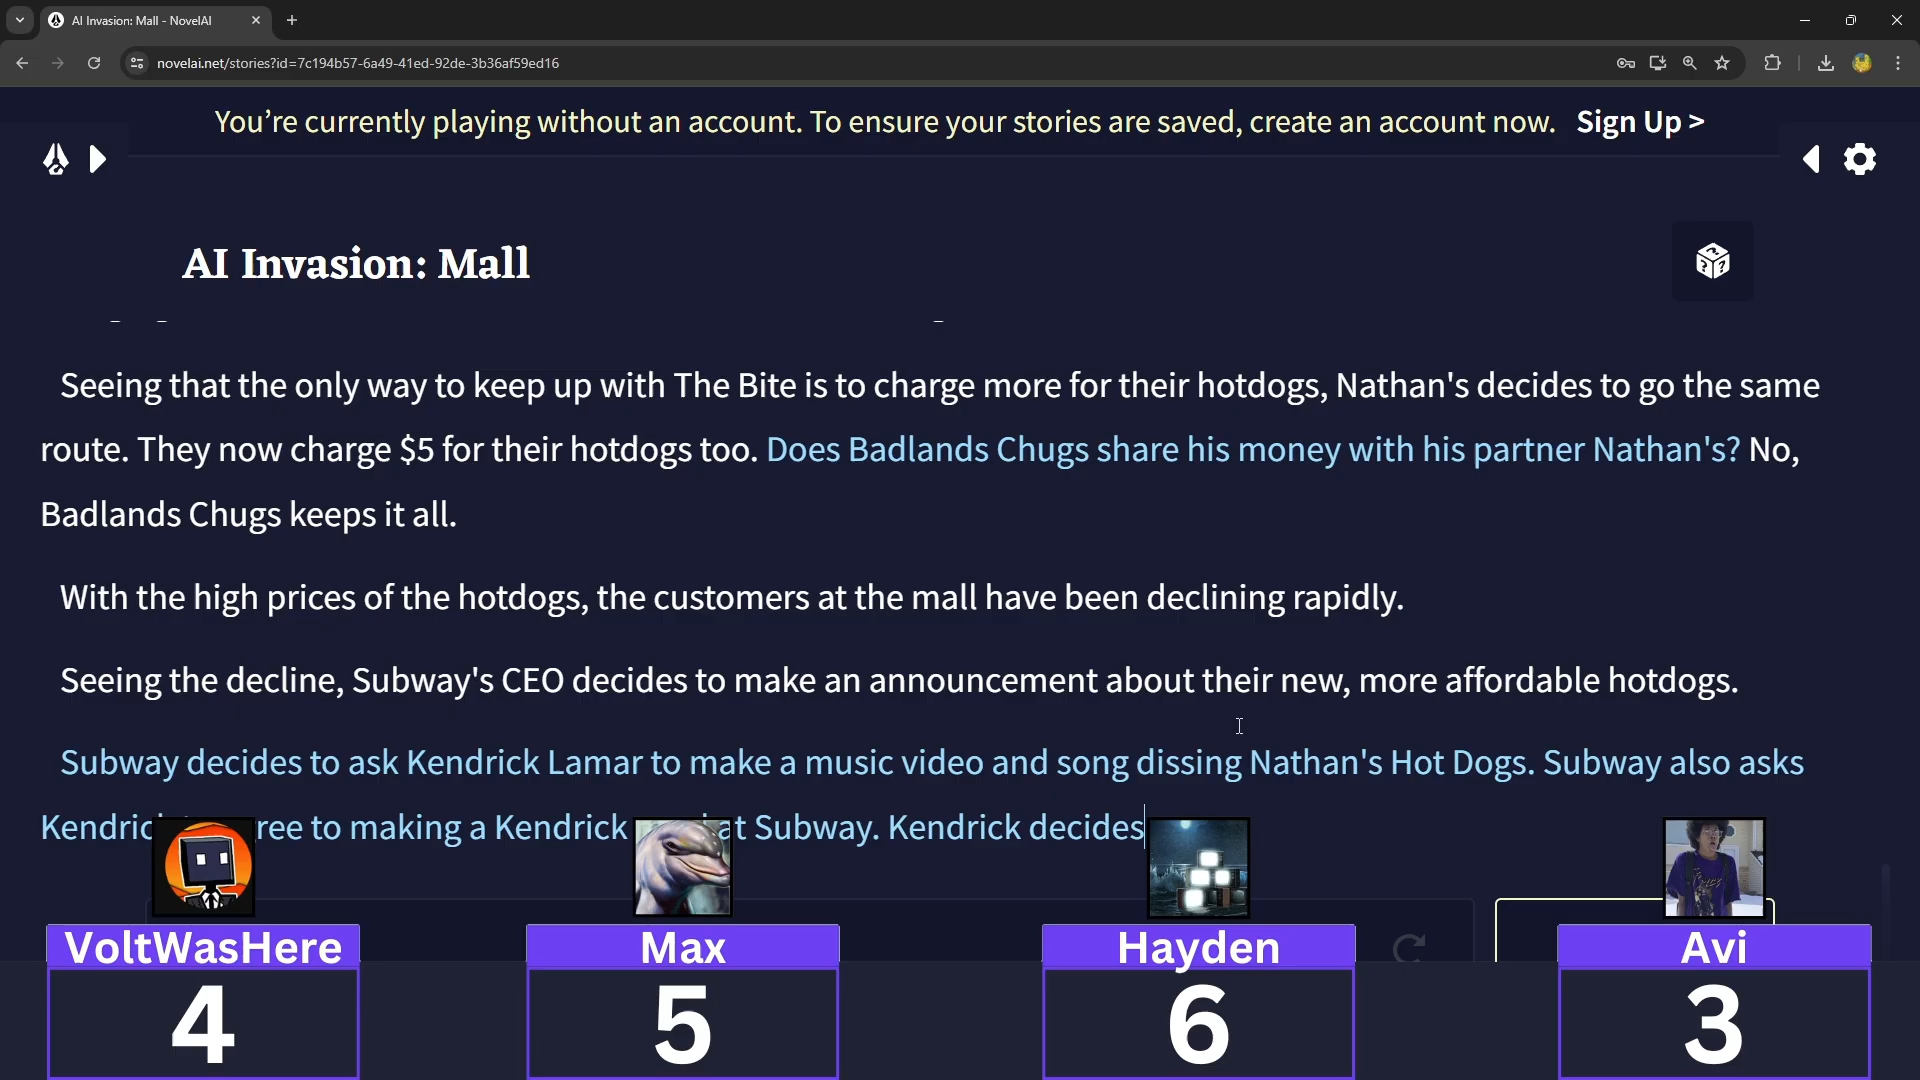 AI Invasion: Mall - NovelAI
novelai.net/stories?id=7c194b57-6a49-41ed-92de-3b36af59ed16
You're currently playing without an account. To ensure your stories are saved, create an account now. Sign Up >
AI Invasion: Mall
Seeing that the only way to keep up with The Bite is to charge more for their hotdogs, Nathan's decides to go the same
route. They now charge $5 for their hotdogs too. Does Badlands Chugs share his money with his partner Nathan's? No,
Badlands Chugs keeps it all.
With the high prices of the hotdogs, the customers at the mall have been declining rapidly.
Seeing the decline, Subway's CEO decides to make an announcement about their new, more affordable hotdogs.
Subway decides to ask Kendrick Lamar to make a music video and song dissing Nathan's Hot Dogs. Subway also asks
to making a Kendrick at Subway. Kendrick decides
VoltWasHere Max Hayden Avi
4 5 6 3